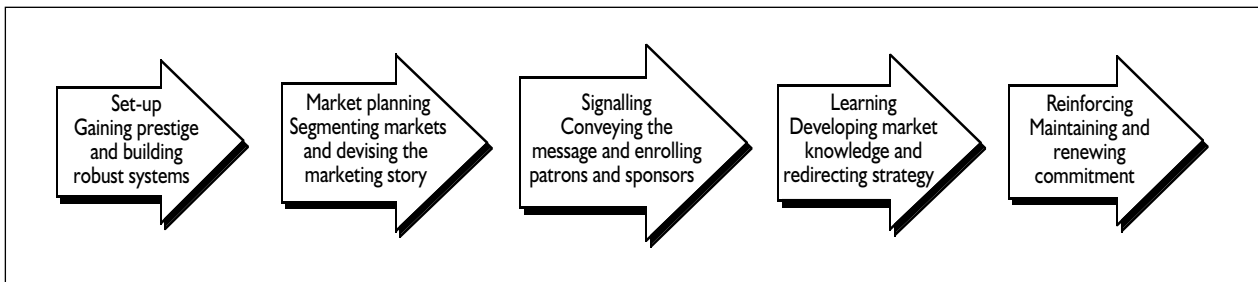 Set-up
Gaining prestige
and building
robust systems
Market planning
Segmenting markets
and devising the
marketing story
Signalling
Conveying the
message and enrolling
patrons and sponsors
Learning
Developing market
knowledge and
redirecting strategy
Reinforcing
Maintaining and
renewing
commitment